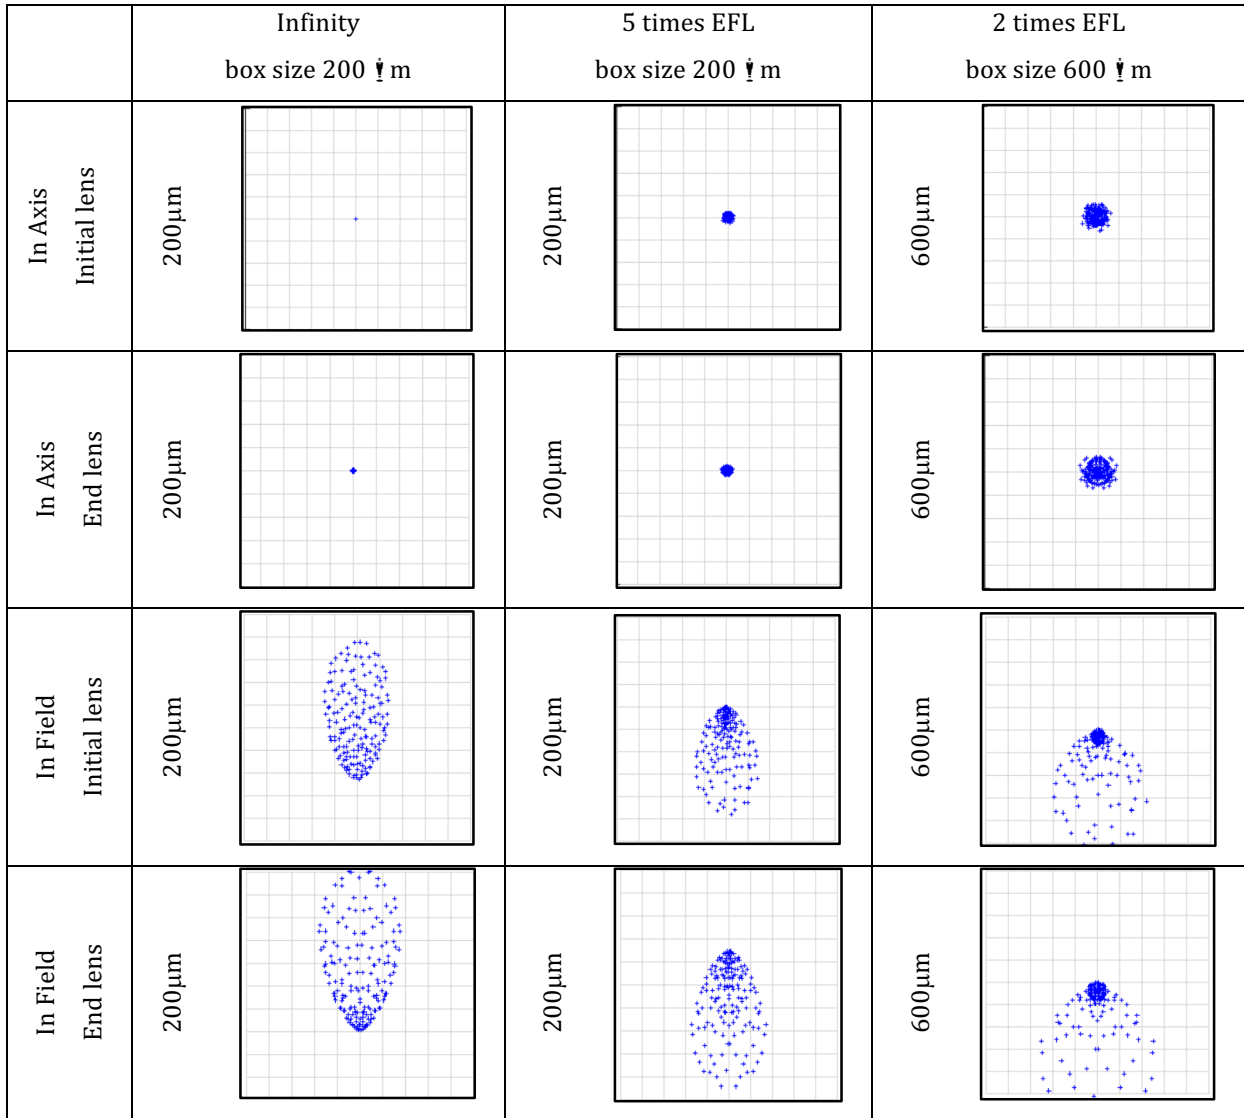 Infinity
box size 200 ⍘m
5 times EFL
box size 200 ⍘m
2 times EFL
box size 600 ⍘m
In Axis
Initial lens
200μm
200μm
600μm
In Axis
End lens
200μm
200μm
600μm
In Field
Initial lens
200μm
200μm
600μm
In Field
End lens
200μm
200μm
600μm